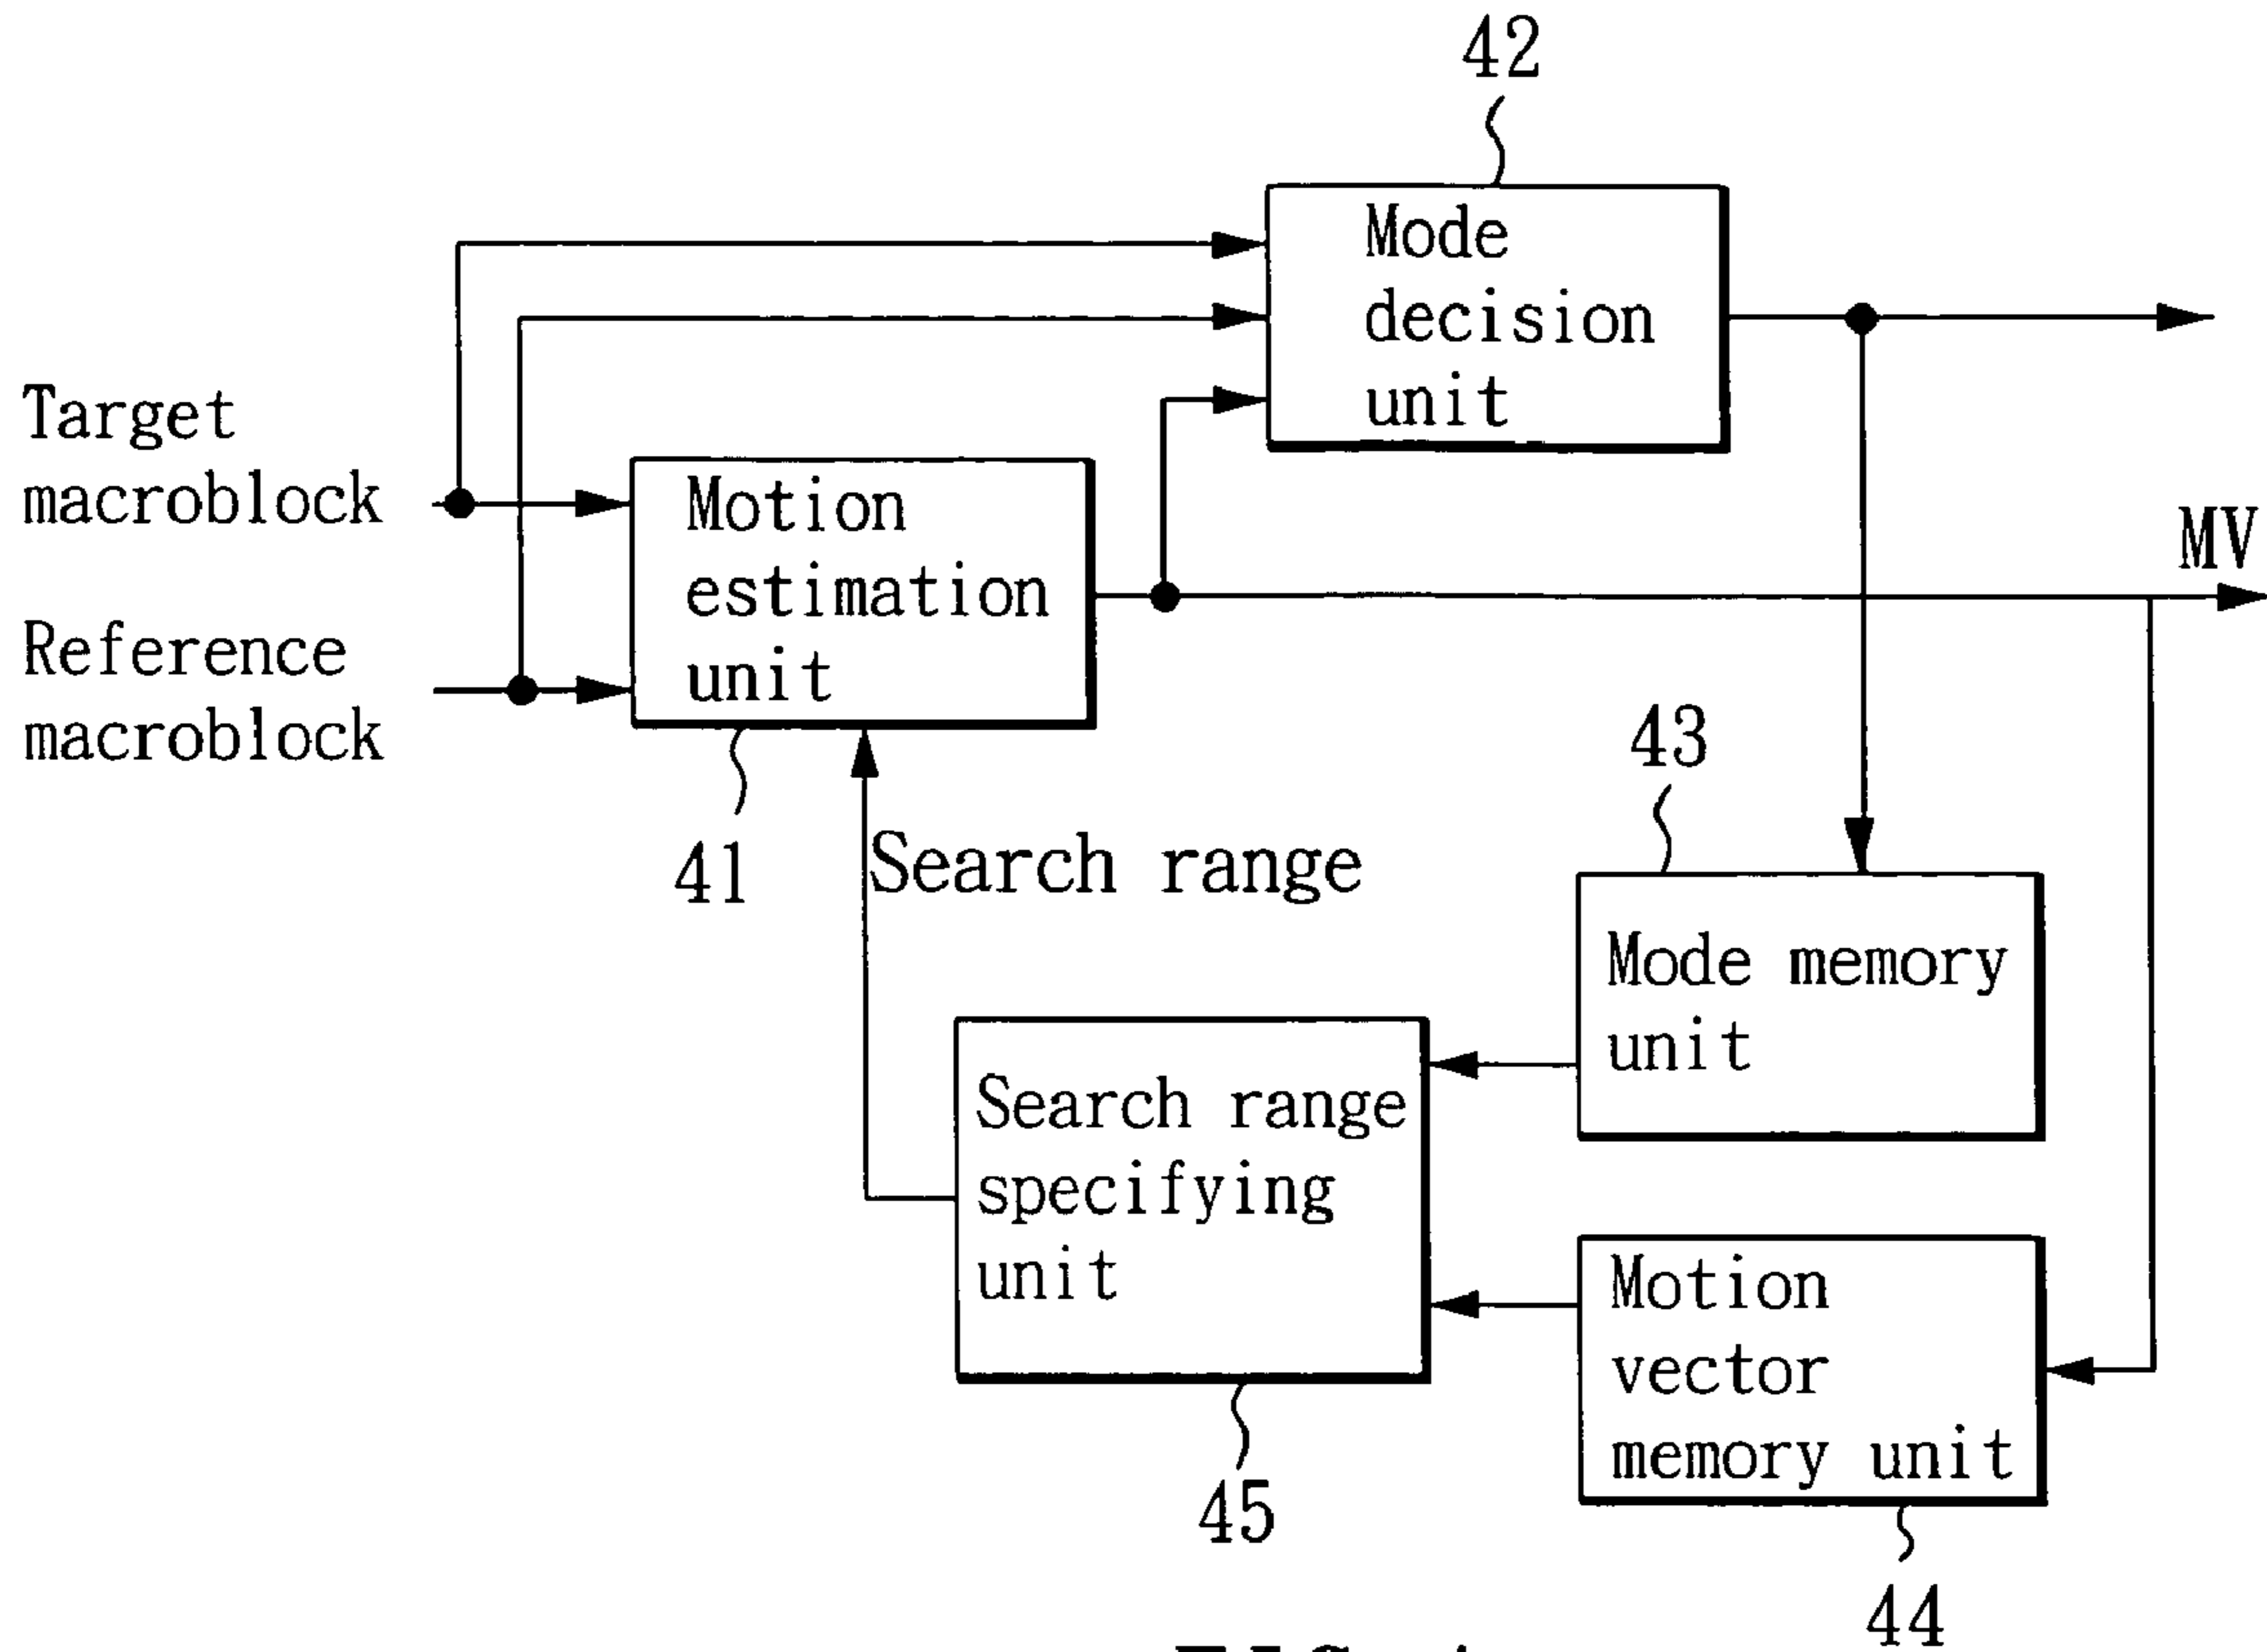 42
Mode
decision
unit
Target
macroblock
Motion
estimation
unit
MV
Reference
macroblock
43
41
Search range
Mode memory
unit
Search range
specifying
unit
Motion
vector
memory unit
45
44